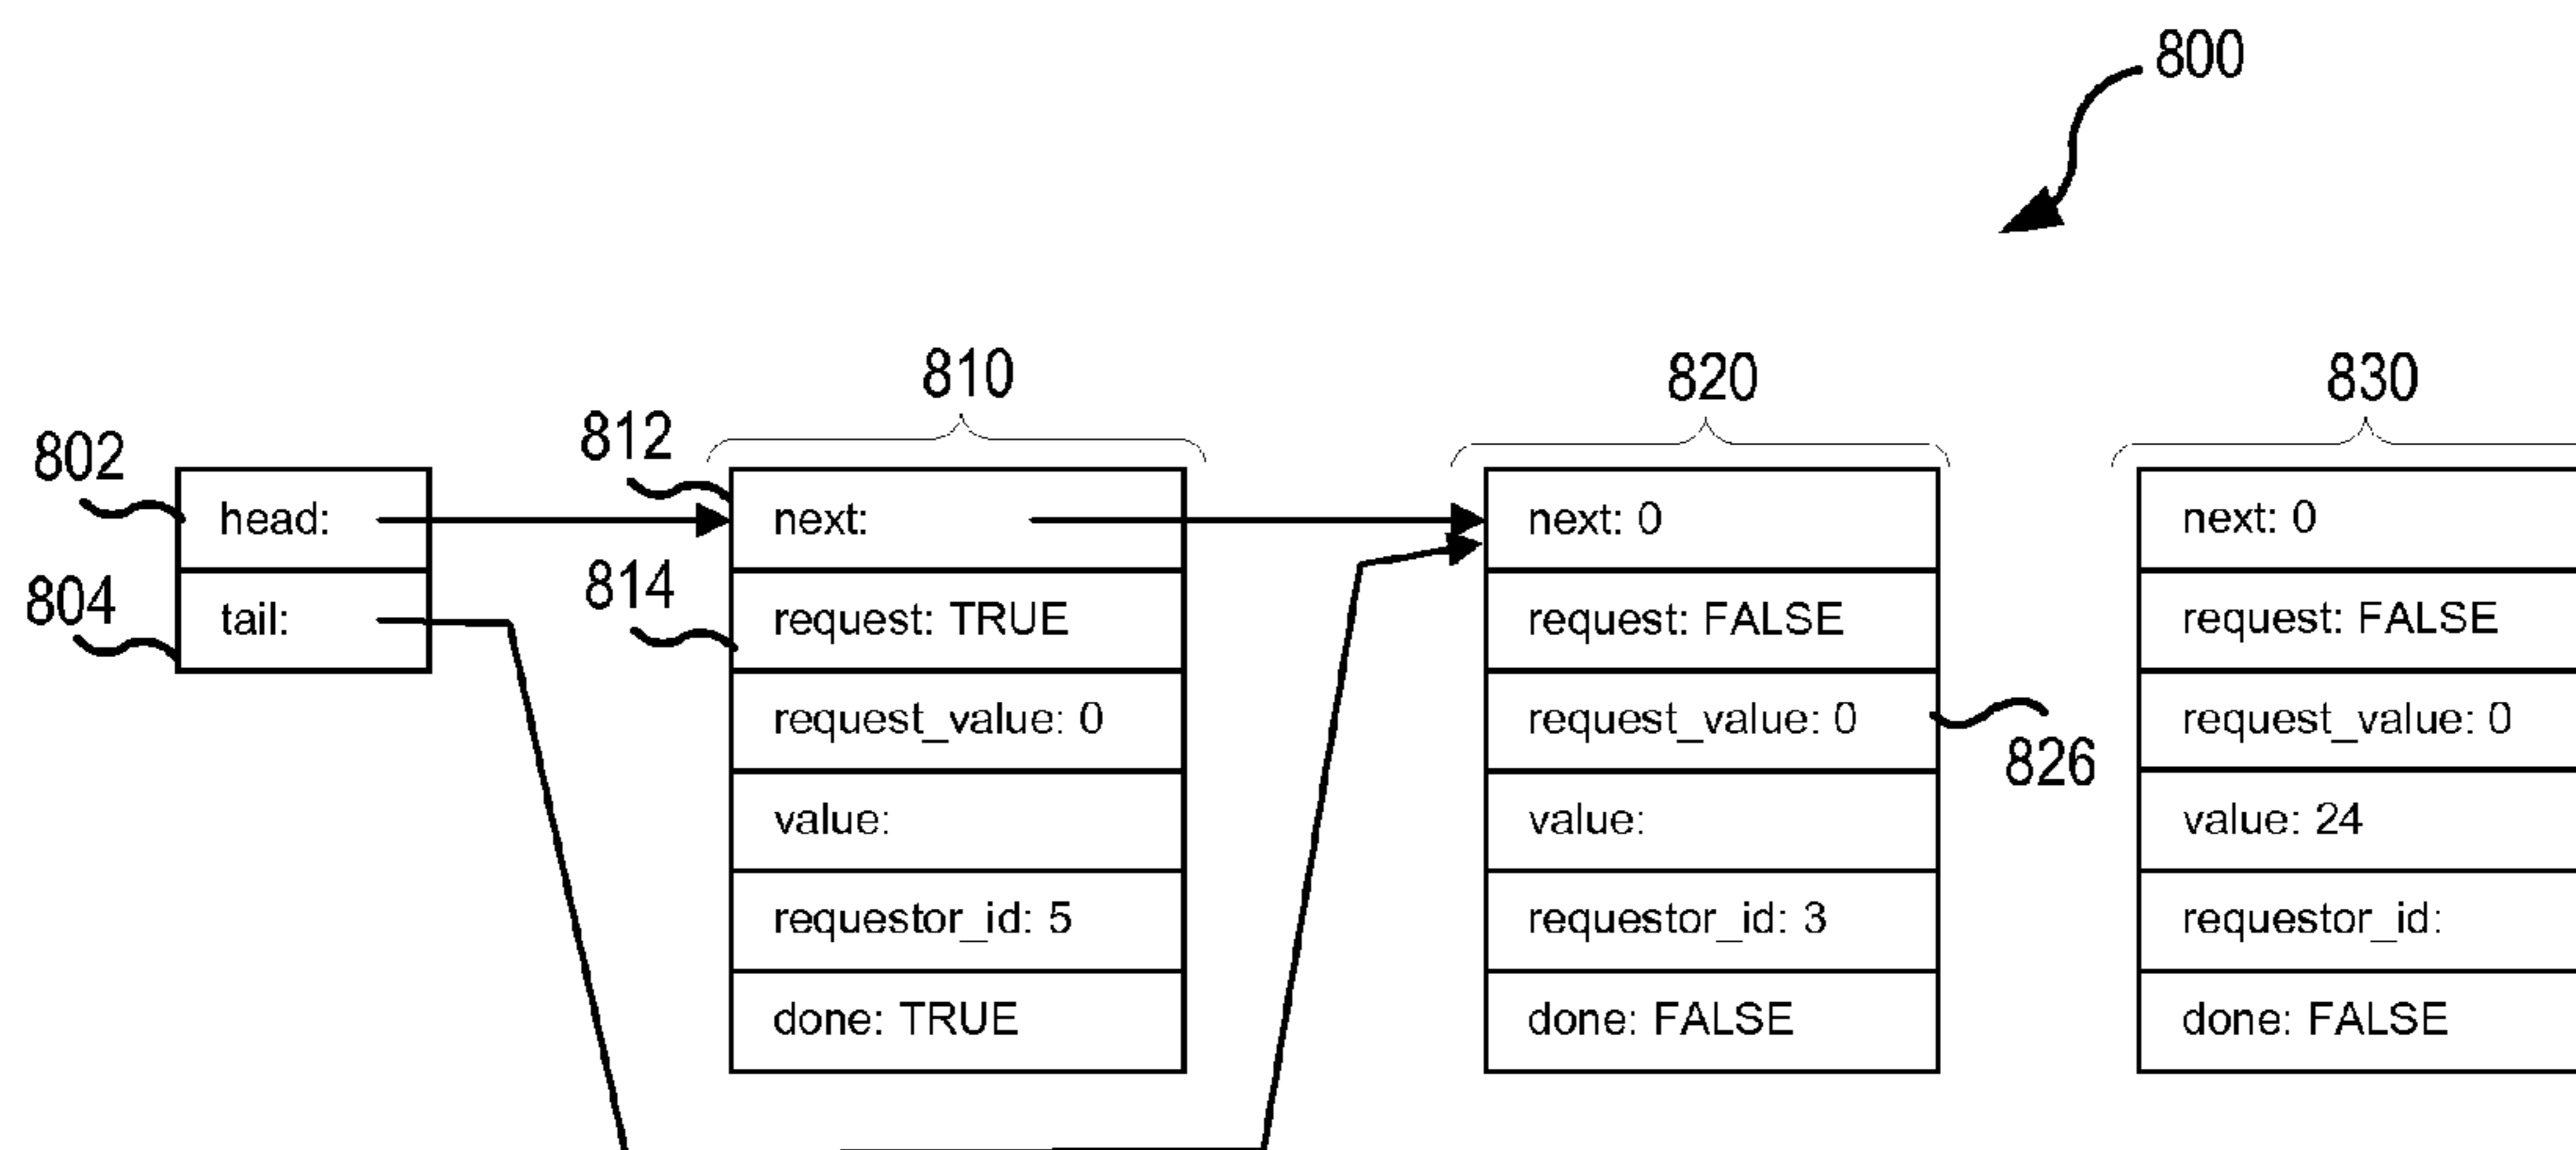 800
810
820
830
802
812
head:
next:
next: 0
next: 0
804
814
tail:
request: TRUE
request: FALSE
request: FALSE
request_value: 0
request_value: 0
826
request_value: 0
value:
value:
value: 24
requestor_id: 5
requestor_id: 3
requestor_id:
done: TRUE
done: FALSE
done: FALSE